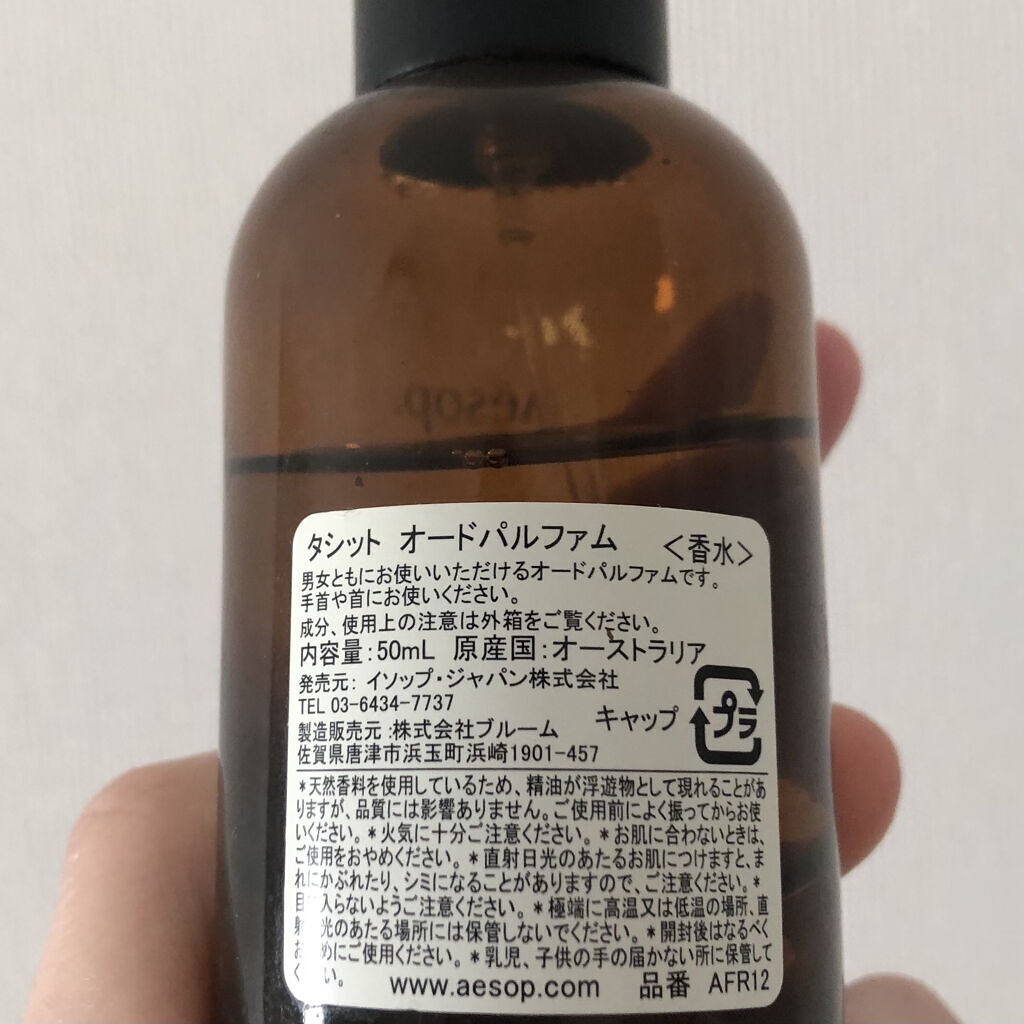 aesop.
タシット オードパルファム <香水>
男女ともにお使いいただけるオードパルファムです。
手首や首にお使いください。
成分、使用上の注意は外箱をご覧ください。
内容量:50mL 原産国:オーストラリア
発売元: イソップ・ジャパン株式会社
TEL 03-6434-7737
キャップ プラ
製造販売元:株式会社ブルーム
佐賀県唐津市浜玉町浜崎1901-457
*天然香料を使用しているため、精油が浮遊物として現れることがあ
りますが、品質には影響ありません。ご使用前によく振ってからお使
いください。*火気に十分ご注意ください。*お肌に合わないときは、
ご使用をおやめください。*直射日光のあたるお肌につけますと、ま
れにかぶれたり、シミになることがありますので、ご注意ください。*
目 入らないようご注意ください。*極端に高温又は低温の場所、直
射 光のあたる場所には保管しないでください。*開封後はなるべく
お めにご使用ください。*乳児、子供の手の届かない所に保管して
く い。
www.aesop.com 品番 AFR12